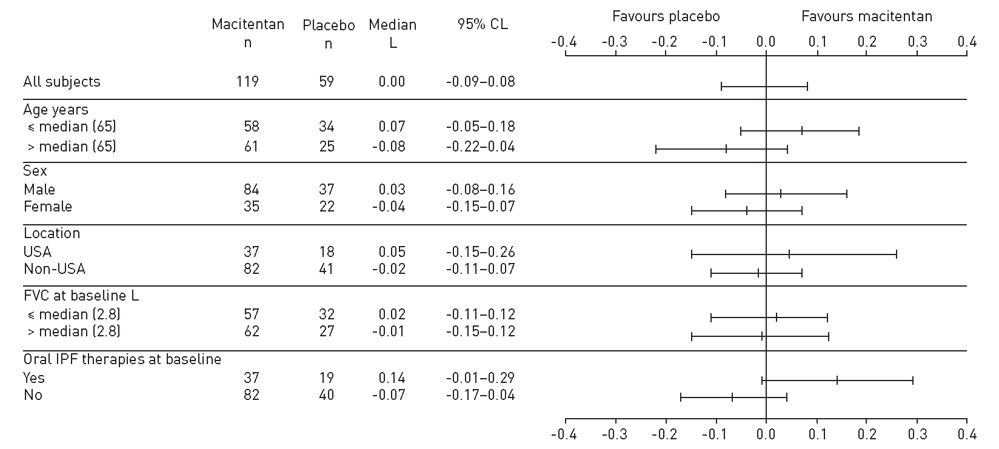 Favours placebo Favours macitentan
Macitentan Placebo Median 95% CL
n n L
-0.4 -0.3 -0.2 -0.1 0.0 0.1 0.2 0.3 0.4
All subjects 119 59 0.00 -0.09–0.08
Age years
⩽ median (65) 58 34 0.07 -0.05–0.18
> median (65) 61 25 -0.08 -0.22–0.04
Sex
Male 84 37 0.03 -0.08–0.16
Female 35 22 -0.04 -0.15–0.07
Location
USA 37 18 0.05 -0.15–0.26
Non-USA 82 41 -0.02 -0.11–0.07
FVC at baseline L
⩽ median (2.8) 57 32 0.02 -0.11–0.12
> median (2.8) 62 27 -0.01 -0.15–0.12
Oral IPF therapies at baseline
Yes 37 19 0.14 -0.01–0.29
No 82 40 -0.07 -0.17–0.04
-0.4 -0.3 -0.2 -0.1 0.0 0.1 0.2 0.3 0.4